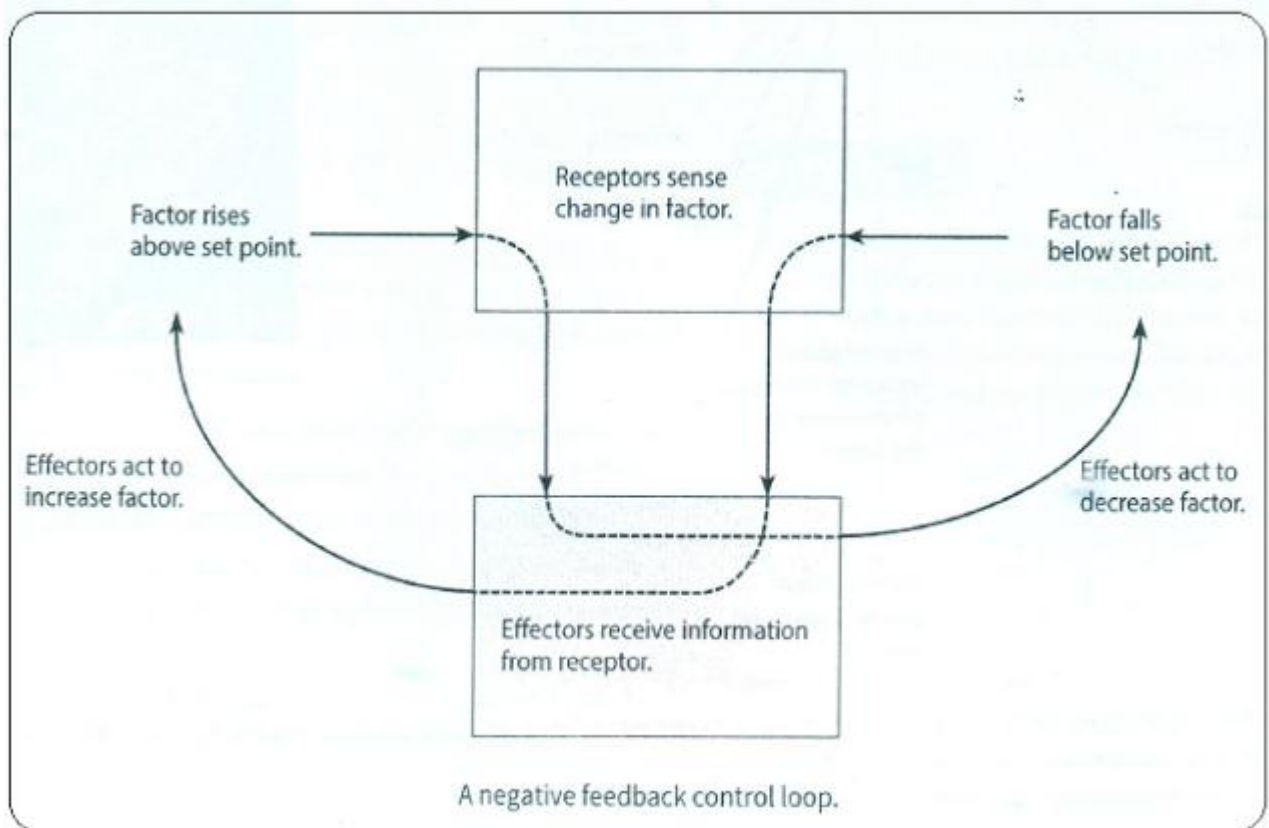 Receptors sense
change in factor.
Factor rises
above set point.
Factor falls
below set point.
Effectors act to
increase factor.
Effectors act to
decrease factor.
Effectors receive information
from receptor.
A negative feedback control loop.